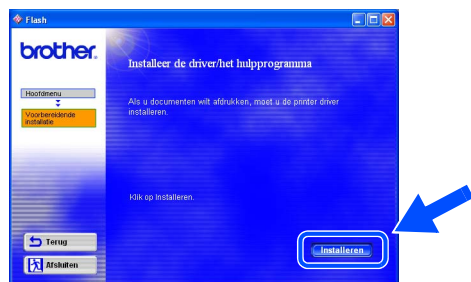 Flash
brother.
Installeer de driver/het hulpprogramma
Hoofdmenu
Voorbereidende
installatie
Als u documenten wilt afdrukken, moet u de printer driver
installeren.
Klik op Installeren.
Terug
Installeren
Afsluiten